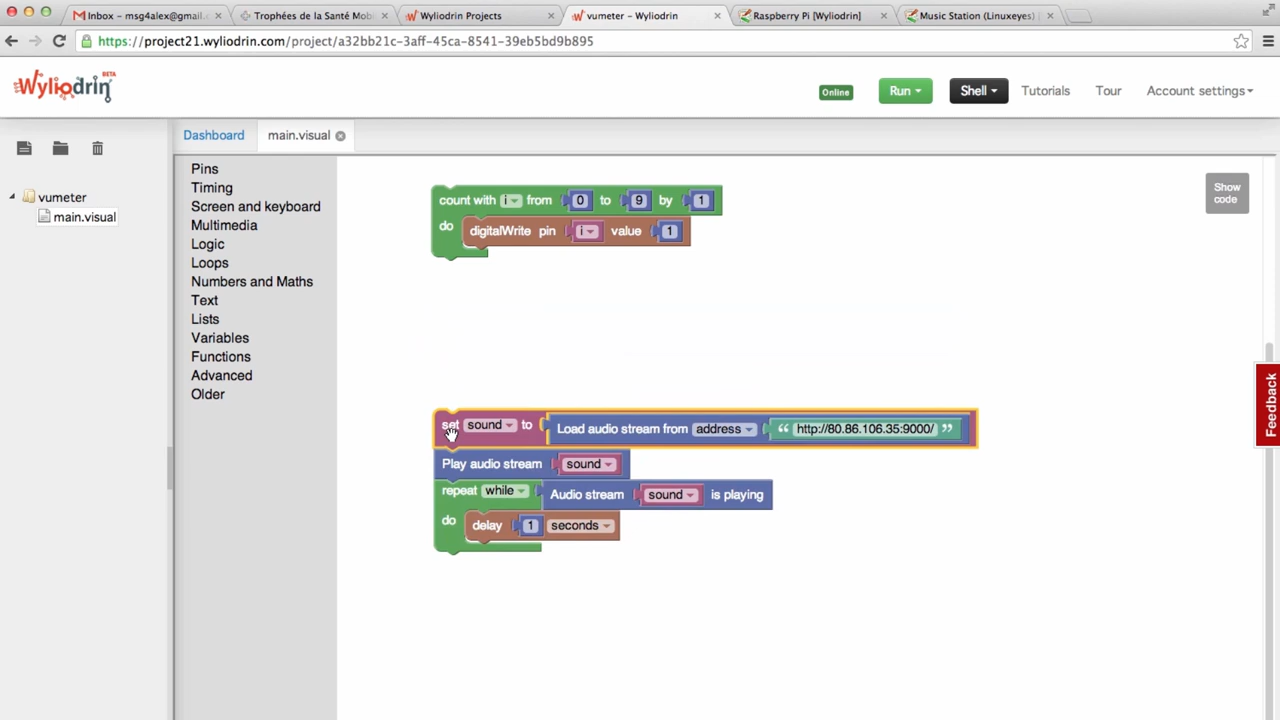 Inbox – msg4alex@gmail.c
Trophées de la Santé Mobi
Wyliodrin Projects
vumeter – Wyliodrin
Raspberry Pi [Wyliodrin]
Music Station (Linuxeyes)
https://project21.wyliodrin.com/project/a32bb21c-3aff-45ca-8541-39eb5bd9b895
Wyliodrin BETA
Online
Run
Shell
Tutorials
Tour
Account settings
Dashboard
main.visual
vumeter
main.visual
Pins
Timing
Screen and keyboard
Multimedia
Logic
Loops
Numbers and Maths
Text
Lists
Variables
Functions
Advanced
Older
count with i from 0 to 9 by 1
do digitalWrite pin i value 1
Show
code
set sound to Load audio stream from address “ http://80.86.106.35:9000/ ”
Play audio stream sound
repeat while Audio stream sound is playing
do delay 1 seconds
Feedback